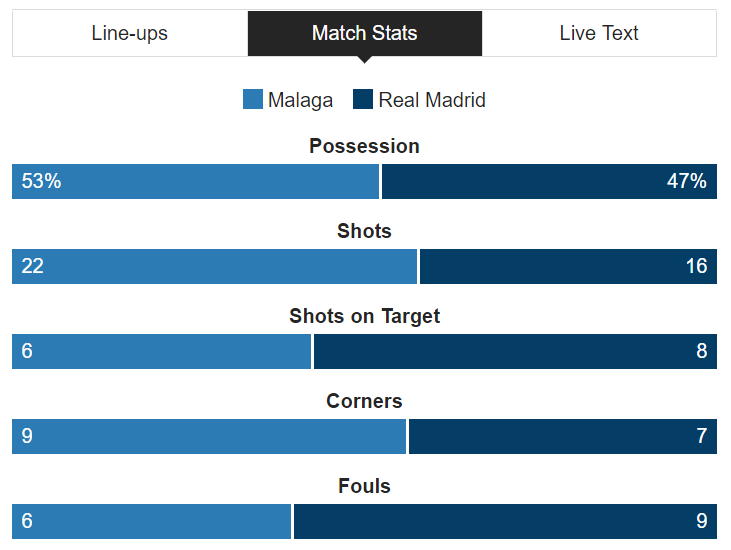 Line-ups Match Stats Live Text
Malaga Real Madrid
Possession
53% 47%
Shots
22 16
Shots on Target
6 8
Corners
9 7
Fouls
6 9